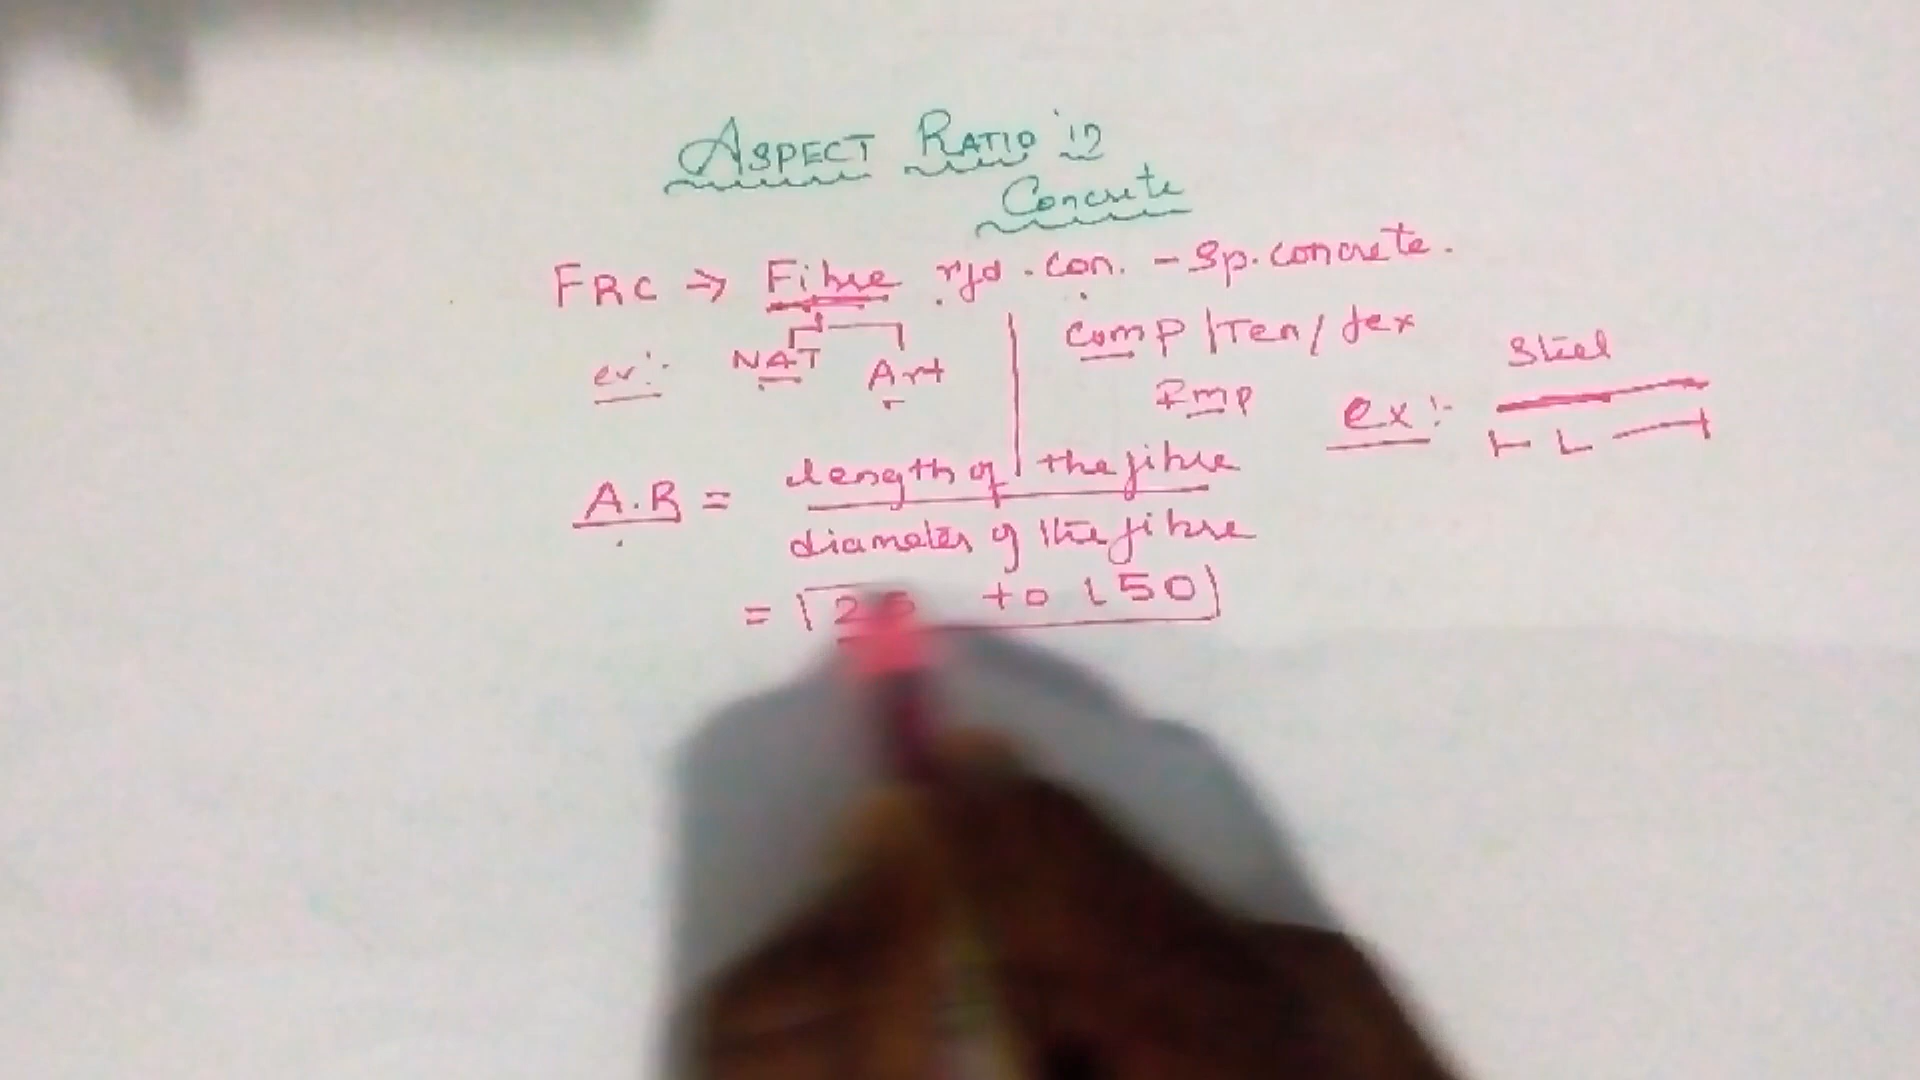 ASPECT RATIO in
Concrete
FRC ⇒ Fibre r/d. con. - Sp. concrete.
ex:- NAT Art
Comp / Ten / flex
Imp
ex:- Steel
L
A.R = length of the fibre
diameter of the fibre
= to 150